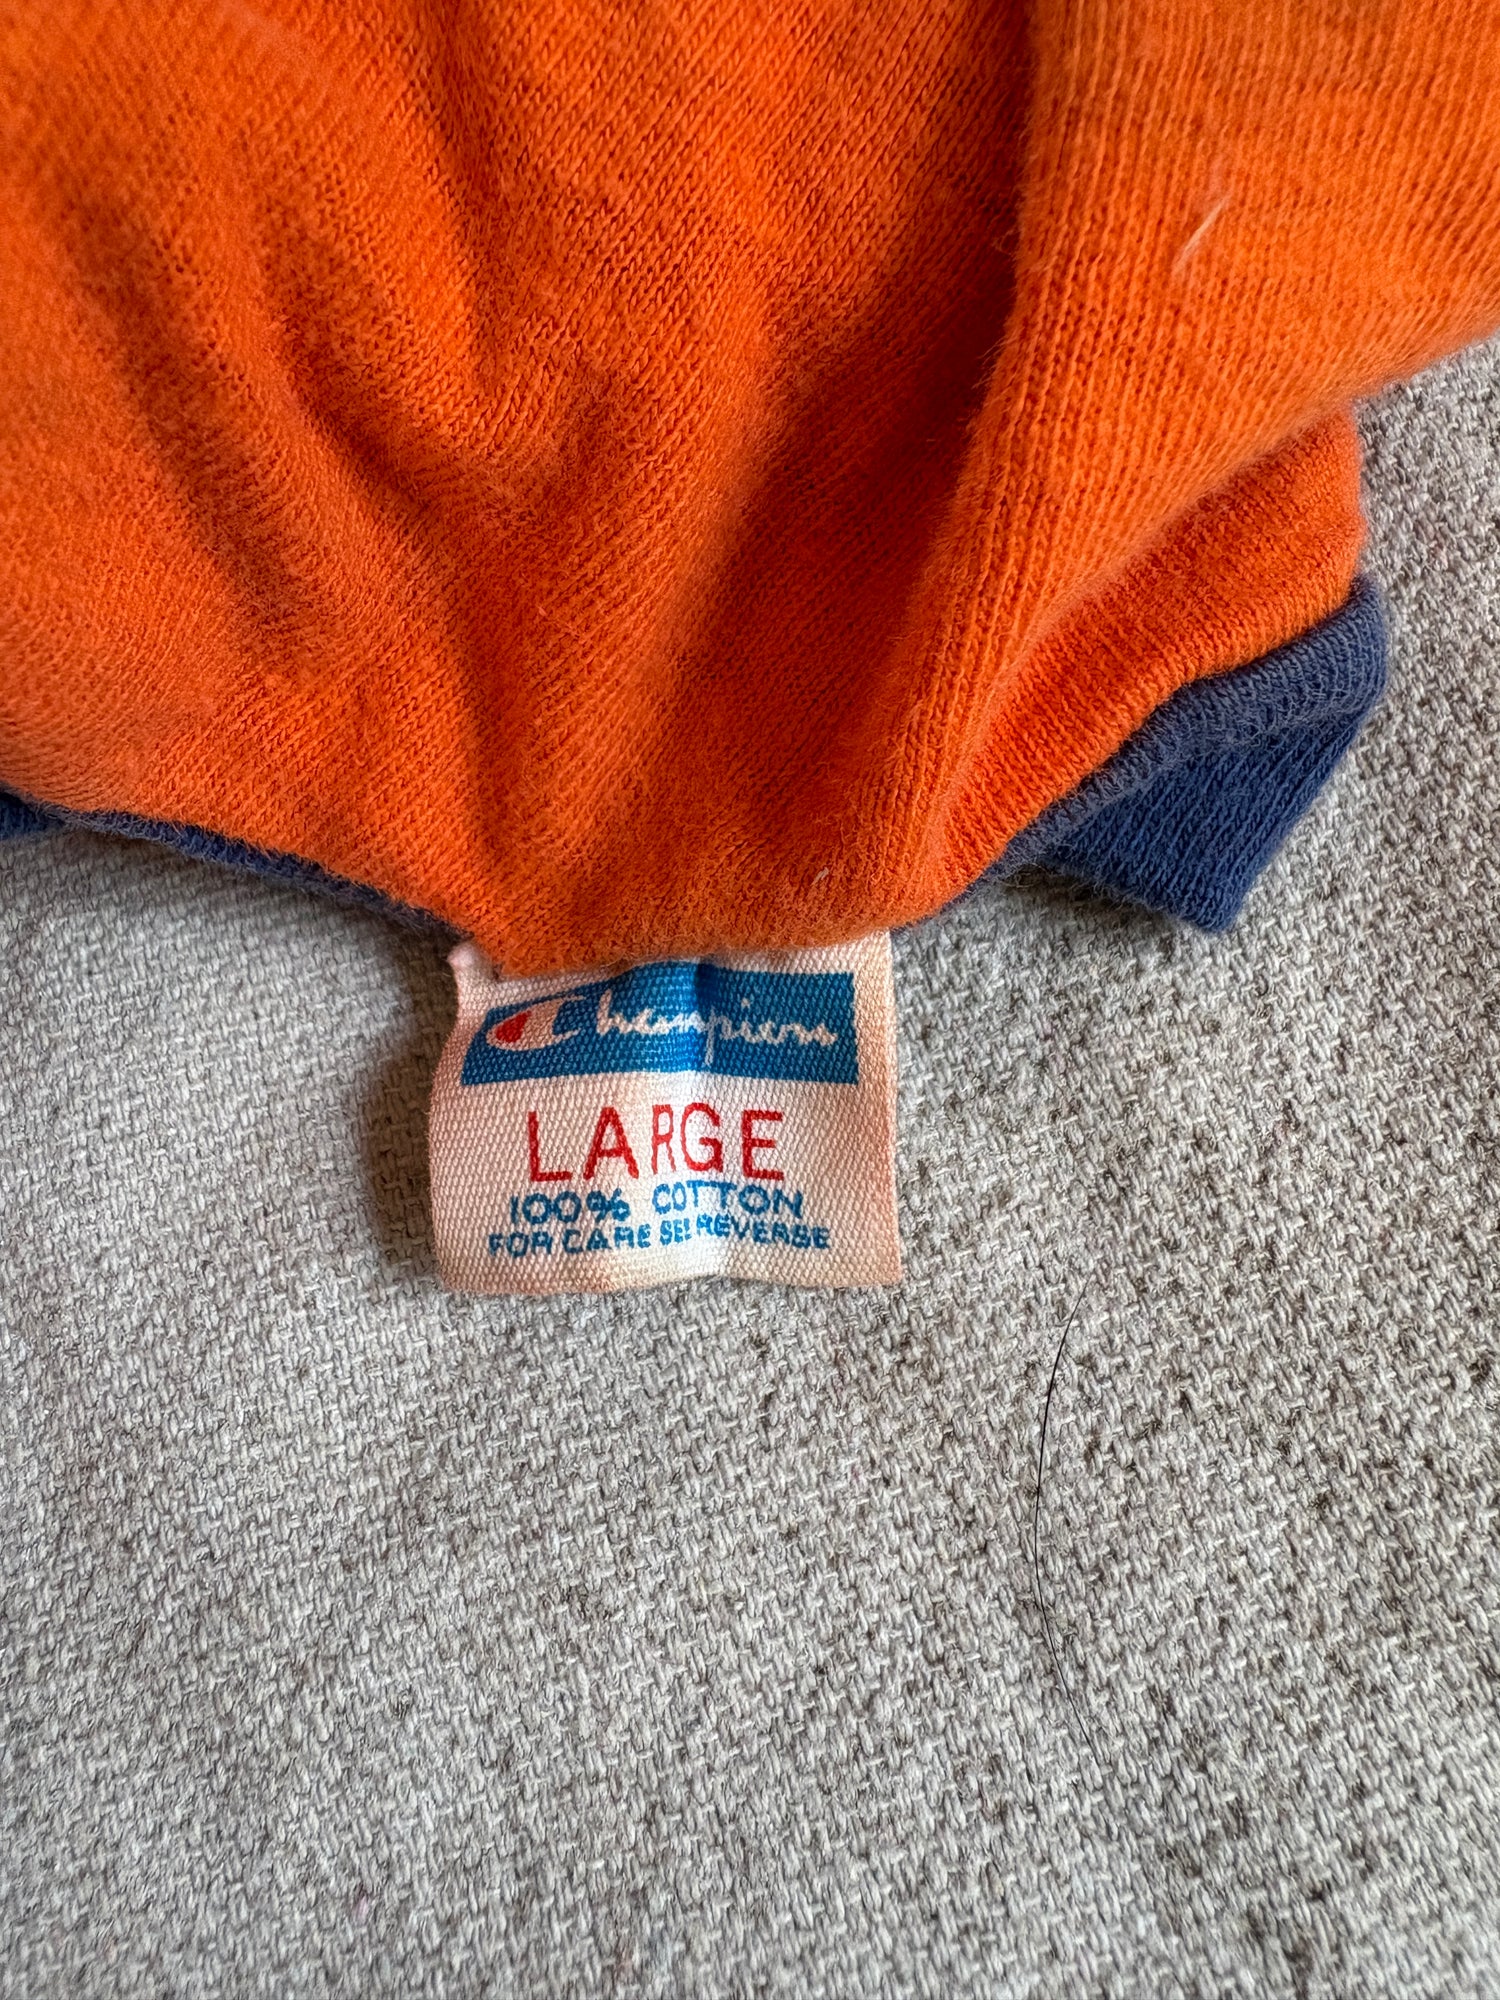 Champion
LARGE
100% COTTON
FOR CARE SEE REVERSE